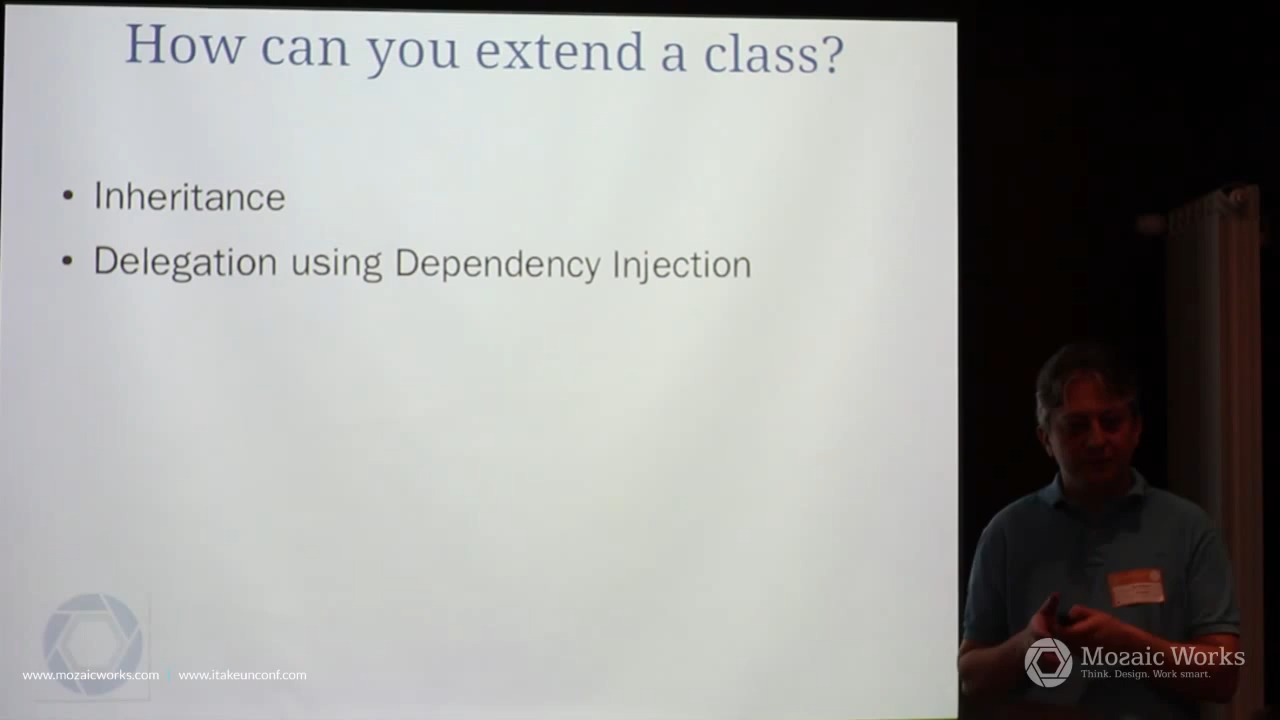 How can you extend a class?
• Inheritance
• Delegation using Dependency Injection
www.mozaicworks.com | www.itakeunconf.com
Mozaic Works
Think. Design. Work smart.